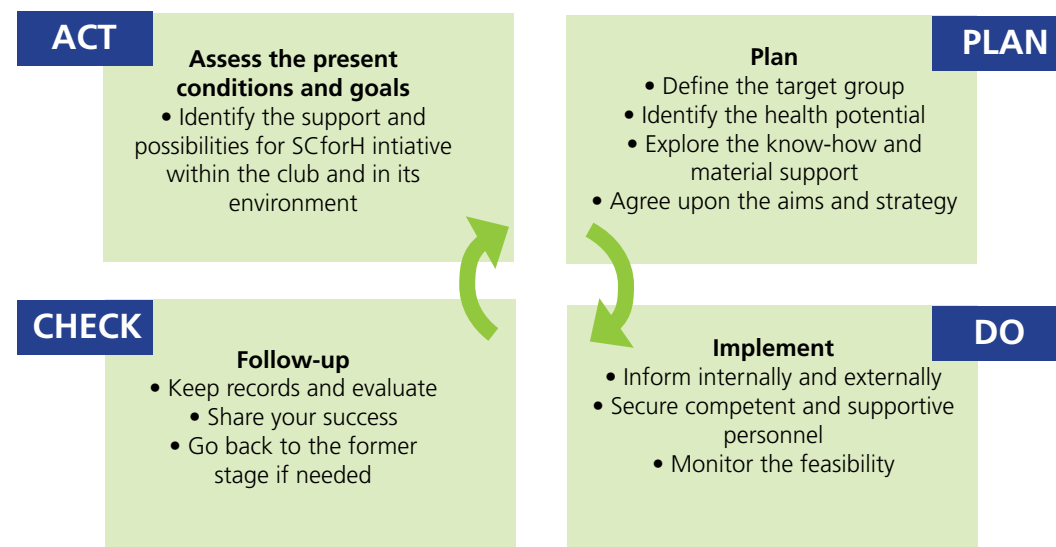 ACT
Assess the present
conditions and goals
• Identify the support and
possibilities for SCforH intiative
within the club and in its
environment
PLAN
Plan
• Define the target group
• Identify the health potential
• Explore the know-how and
material support
• Agree upon the aims and strategy
CHECK
Follow-up
• Keep records and evaluate
• Share your success
• Go back to the former
stage if needed
DO
Implement
• Inform internally and externally
• Secure competent and supportive
personnel
• Monitor the feasibility